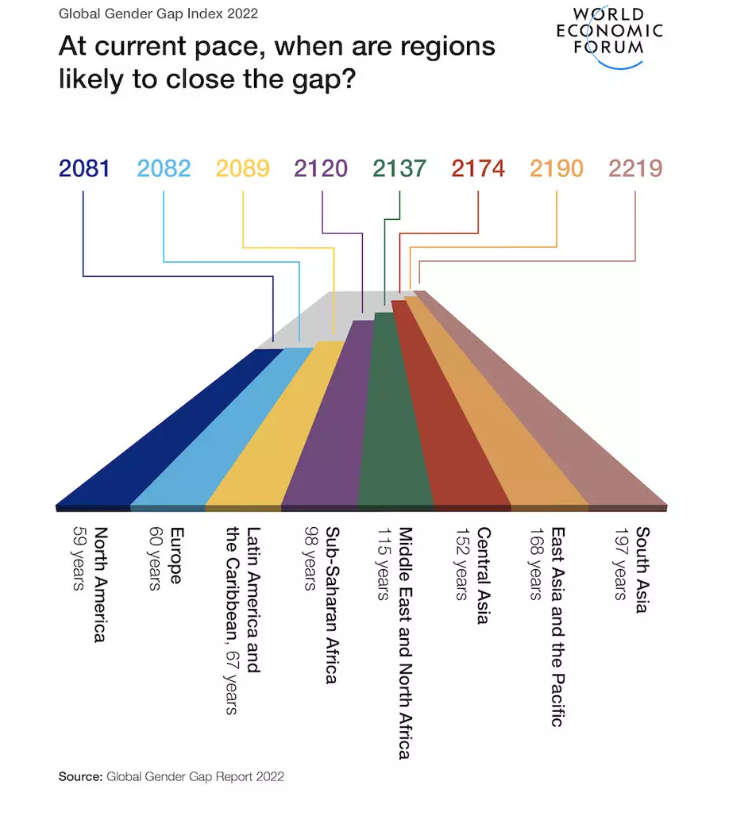 Global Gender Gap Index 2022
WORLD
ECONOMIC
FORUM
At current pace, when are regions
likely to close the gap?
2081 2082 2089 2120 2137 2174 2190 2219
North America
59 years
Europe
60 years
Latin America and
the Caribbean, 67 years
Sub-Saharan Africa
98 years
Middle East and North Africa
115 years
Central Asia
152 years
East Asia and the Pacific
168 years
South Asia
197 years
Source: Global Gender Gap Report 2022